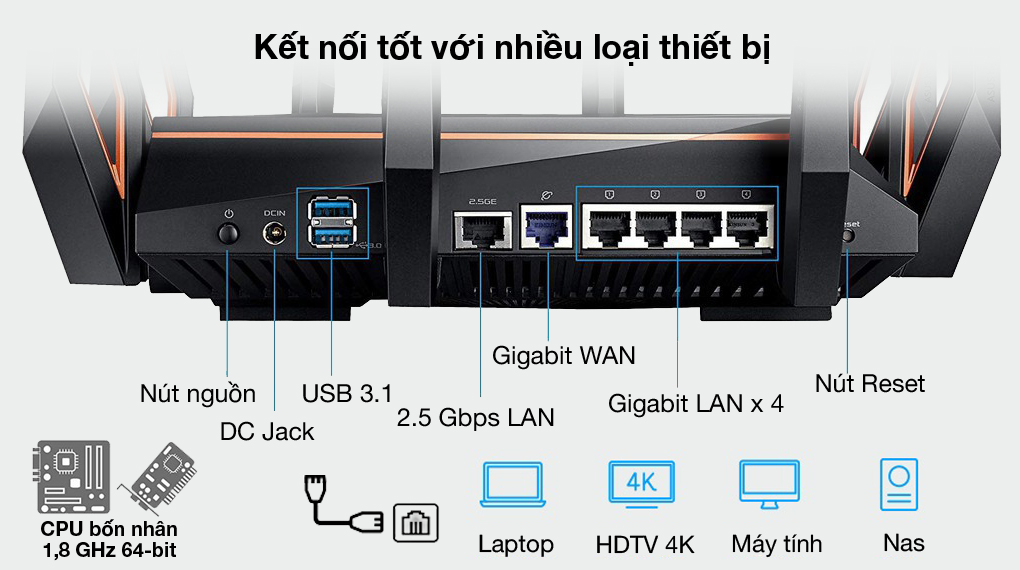 Kết nối tốt với nhiều loại thiết bị
DCIN
3.0
2.5GE
1
2
3
4
eset
Gigabit WAN
Nút nguồn
USB 3.1
Nút Reset
2.5 Gbps LAN
Gigabit LAN x 4
DC Jack
4K
CPU bốn nhân
1,8 GHz 64-bit
Laptop
HDTV 4K
Máy tính
Nas